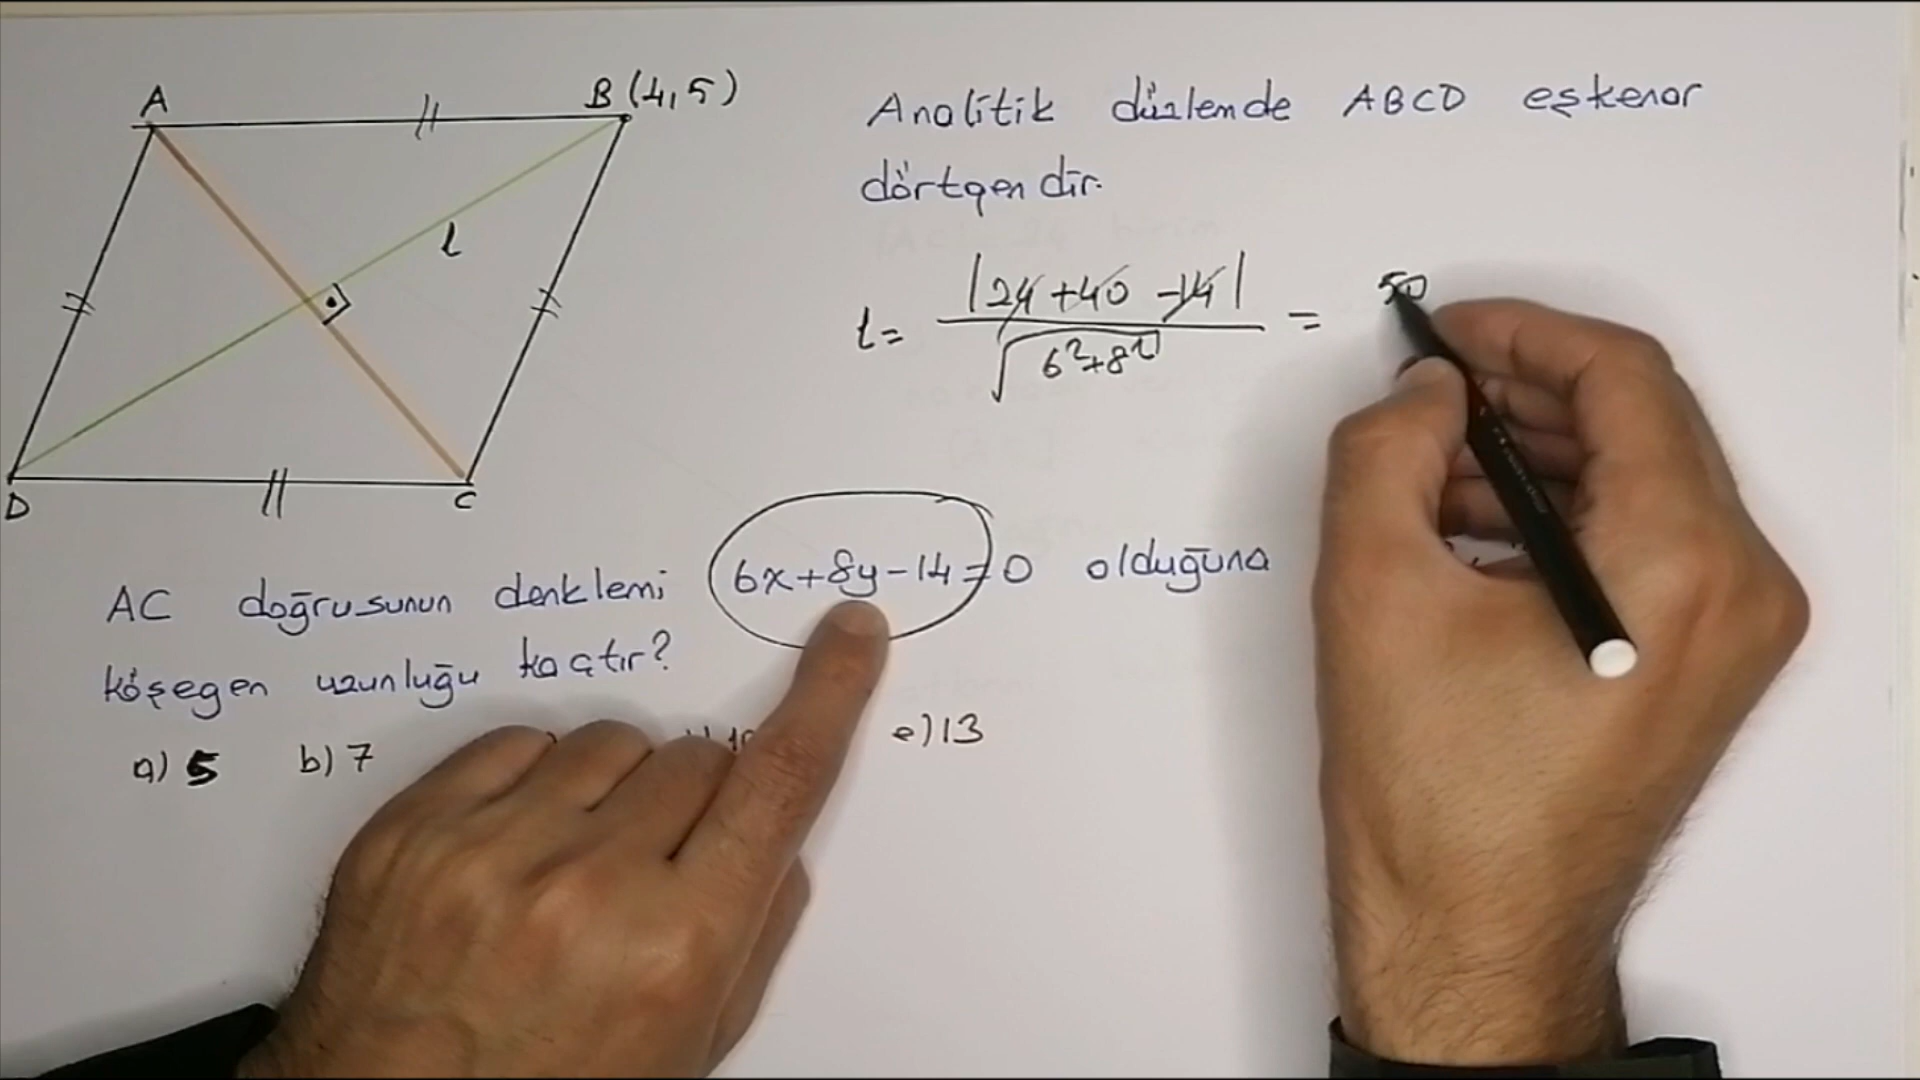 A
B (4,5)
Analitik düzlemde ABCD eşkenar
dörtgendir.
l
l = |24 + 40 - 14| / √(6² + 8²) = 50
D
C
AC doğrusunun denklemi 6x+8y-14=0 olduğuna
köşegen uzunluğu kaçtır?
a) 5 b) 7 e) 13